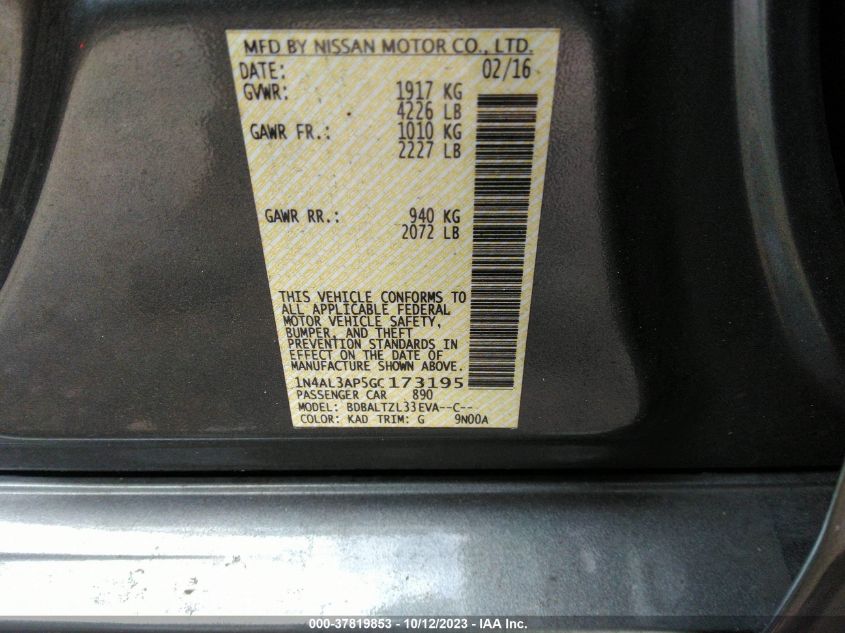 MFD BY NISSAN MOTOR CO., LTD.
DATE: 02/16
GVWR: 1917 KG
4226 LB
GAWR FR.: 1010 KG
2227 LB
GAWR RR.: 940 KG
2072 LB
THIS VEHICLE CONFORMS TO
ALL APPLICABLE FEDERAL
MOTOR VEHICLE SAFETY,
BUMPER, AND THEFT
PREVENTION STANDARDS IN
EFFECT ON THE DATE OF
MANUFACTURE SHOWN ABOVE.
1N4AL3AP5GC173195
PASSENGER CAR 890
MODEL: BDBALTZL33EVA--C--
COLOR: KAD TRIM: G 9N00A
000-37819853 - 10/12/2023 - IAA Inc.